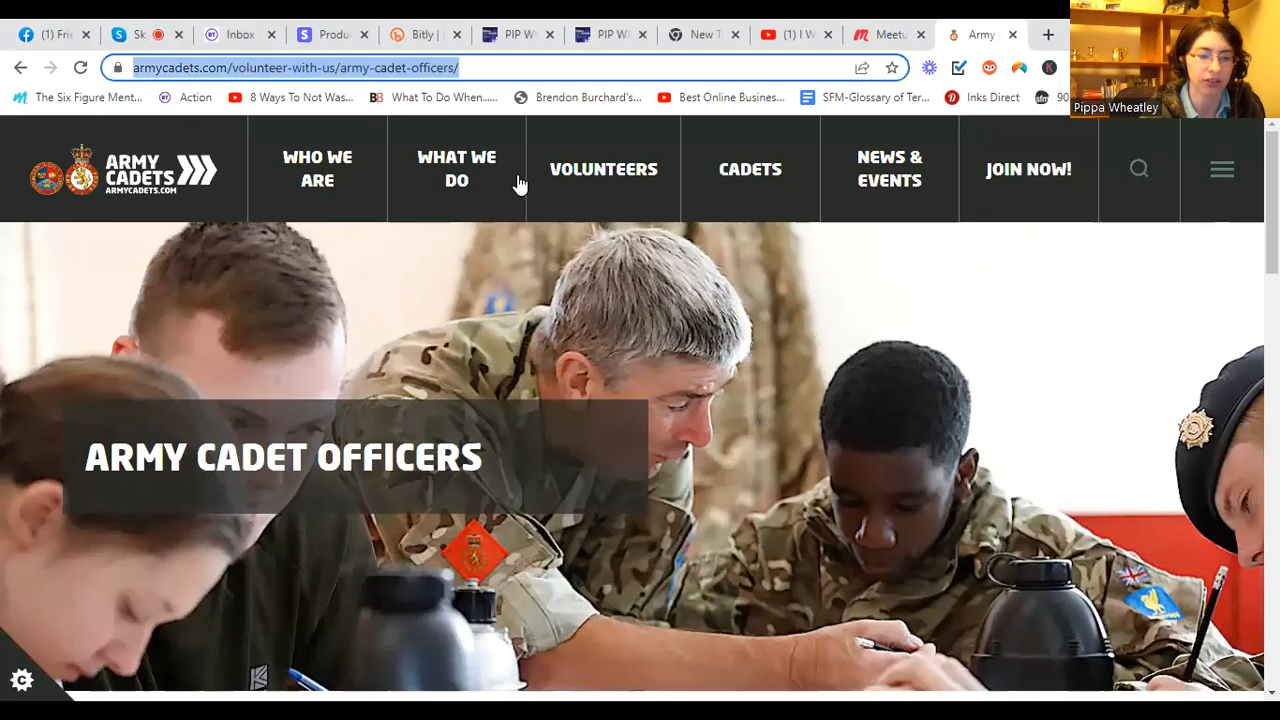 (1) Frie
Sk
Inbox
Produ
Bitly |
PIP W
PIP W
New T
(1) I W
Meetu
Army
armycadets.com/volunteer-with-us/army-cadet-officers/
The Six Figure Ment...
Action
8 Ways To Not Was...
What To Do When......
Brendon Burchard's...
Best Online Busines...
SFM-Glossary of Ter...
Inks Direct
90
Pippa Wheatley
ARMY
CADETS
ARMYCADETS.COM
WHO WE
ARE
WHAT WE
DO
VOLUNTEERS
CADETS
NEWS &
EVENTS
JOIN NOW!
ARMY CADET OFFICERS